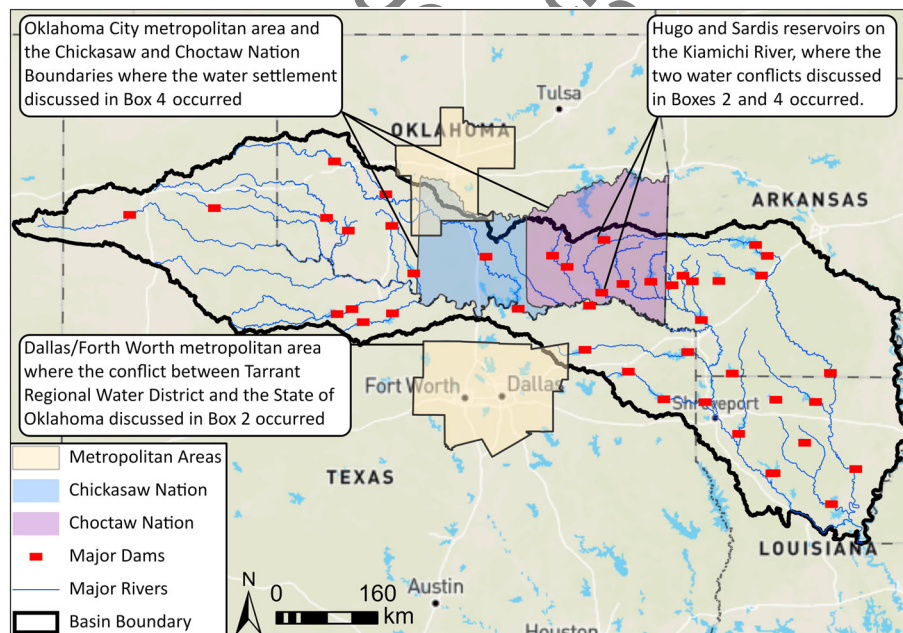 Oklahoma City metropolitan area and
the Chickasaw and Choctaw Nation
Boundaries where the water settlement
discussed in Box 4 occurred
Hugo and Sardis reservoirs on
the Kiamichi River, where the
two water conflicts discussed
in Boxes 2 and 4 occurred.
Tulsa
OKLAHOMA
ARKANSAS
Dallas/Forth Worth metropolitan area
where the conflict between Tarrant
Regional Water District and the State of
Oklahoma discussed in Box 2 occurred
Fort Worth
Dallas
Shreveport
TEXAS
LOUISIANA
Austin
Houston
Metropolitan Areas
Chickasaw Nation
Choctaw Nation
Major Dams
Major Rivers
Basin Boundary
N
0 160
km